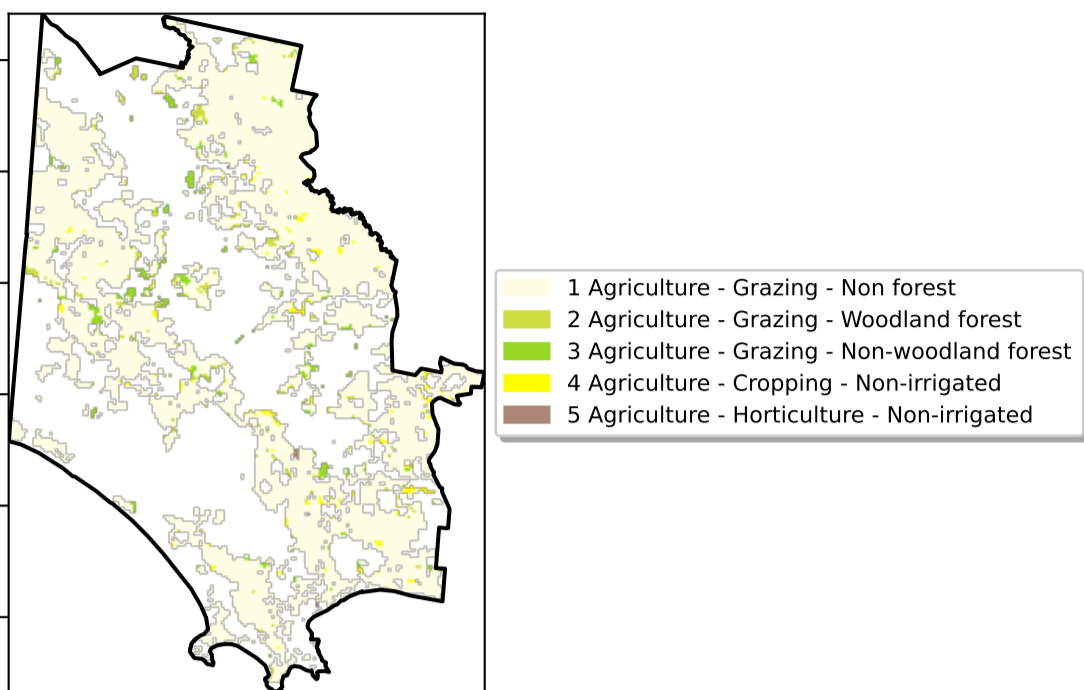 1 Agriculture - Grazing - Non forest
2 Agriculture - Grazing - Woodland forest
3 Agriculture - Grazing - Non-woodland forest
4 Agriculture - Cropping - Non-irrigated
5 Agriculture - Horticulture - Non-irrigated